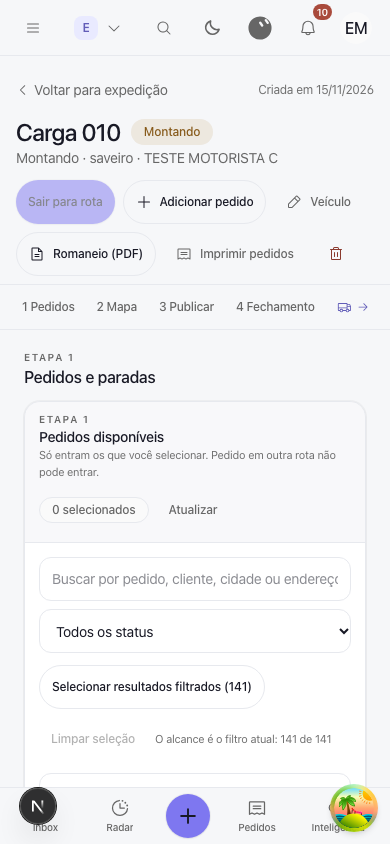 E
10
EM
Voltar para expedição
Criada em 15/11/2026
Carga 010
Montando
Montando · saveiro · TESTE MOTORISTA C
Sair para rota
Adicionar pedido
Veículo
Romaneio (PDF)
Imprimir pedidos
1 Pedidos
2 Mapa
3 Publicar
4 Fechamento
ETAPA 1
Pedidos e paradas
ETAPA 1
Pedidos disponíveis
Só entram os que você selecionar. Pedido em outra rota não
pode entrar.
0 selecionados
Atualizar
Buscar por pedido, cliente, cidade ou endereç
Todos os status
Selecionar resultados filtrados (141)
Limpar seleção
O alcance é o filtro atual: 141 de 141
N
Inbox
Radar
Pedidos